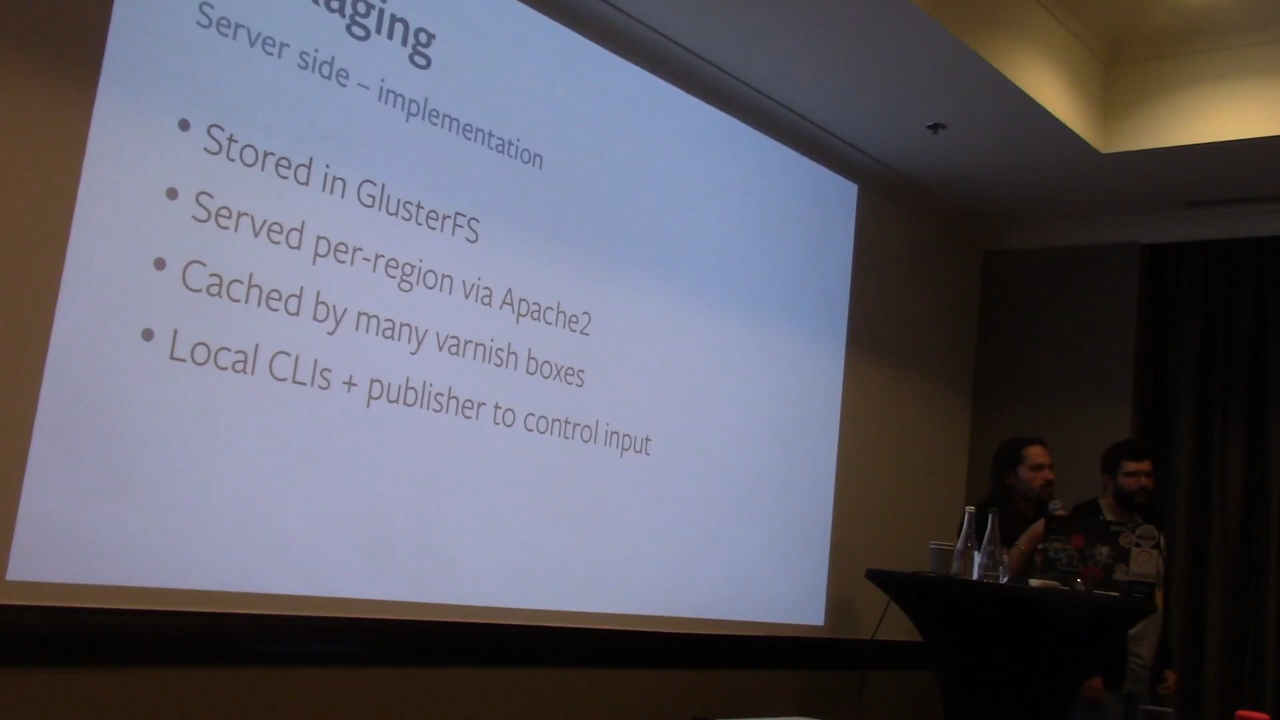 Server side – implementation
• Stored in GlusterFS
• Served per-region via Apache2
• Cached by many varnish boxes
• Local CLIs + publisher to control input